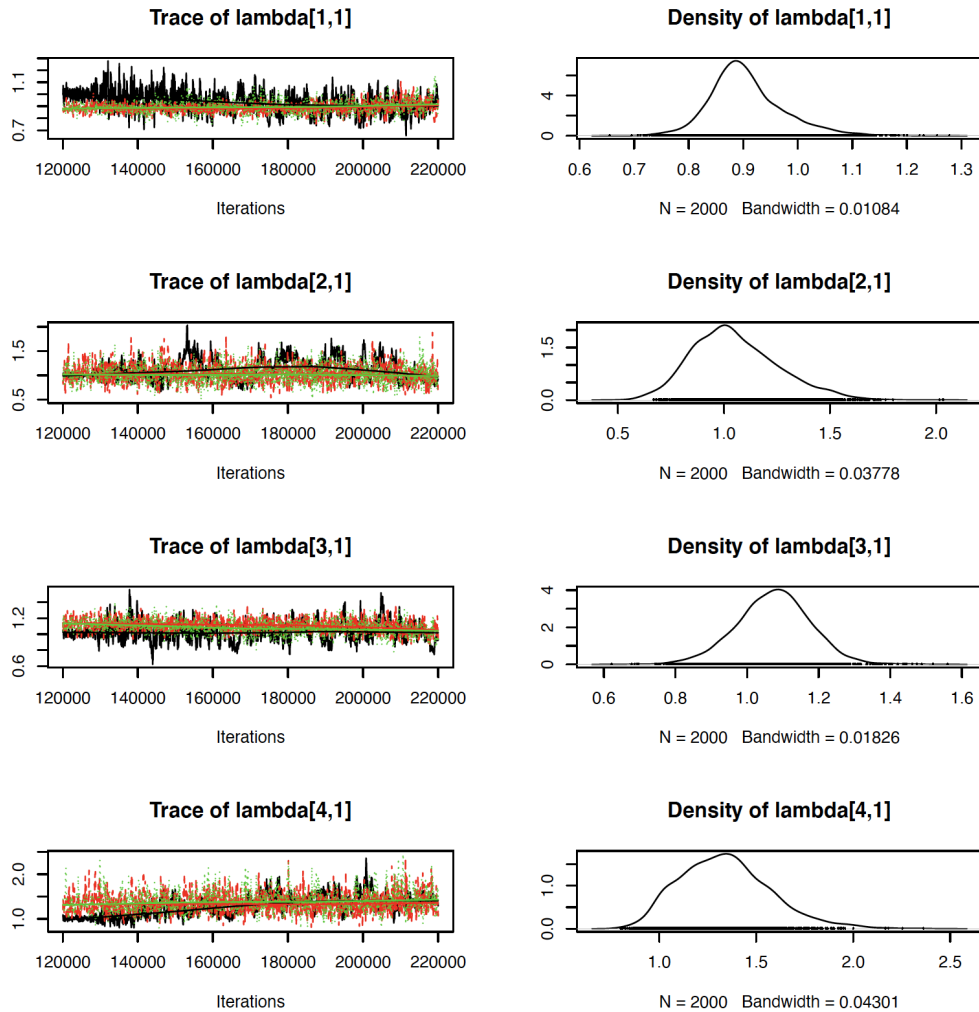 Trace of lambda[1,1]
1.1
0.7
120000 140000 160000 180000 200000 220000
Iterations
Density of lambda[1,1]
4
0
0.6 0.7 0.8 0.9 1.0 1.1 1.2 1.3
N = 2000 Bandwidth = 0.01084
Trace of lambda[2,1]
1.5
0.5
120000 140000 160000 180000 200000 220000
Iterations
Density of lambda[2,1]
1.5
0.0
0.5 1.0 1.5 2.0
N = 2000 Bandwidth = 0.03778
Trace of lambda[3,1]
1.2
0.6
120000 140000 160000 180000 200000 220000
Iterations
Density of lambda[3,1]
4
2
0
0.6 0.8 1.0 1.2 1.4 1.6
N = 2000 Bandwidth = 0.01826
Trace of lambda[4,1]
2.0
1.0
120000 140000 160000 180000 200000 220000
Iterations
Density of lambda[4,1]
1.0
0.0
1.0 1.5 2.0 2.5
N = 2000 Bandwidth = 0.04301